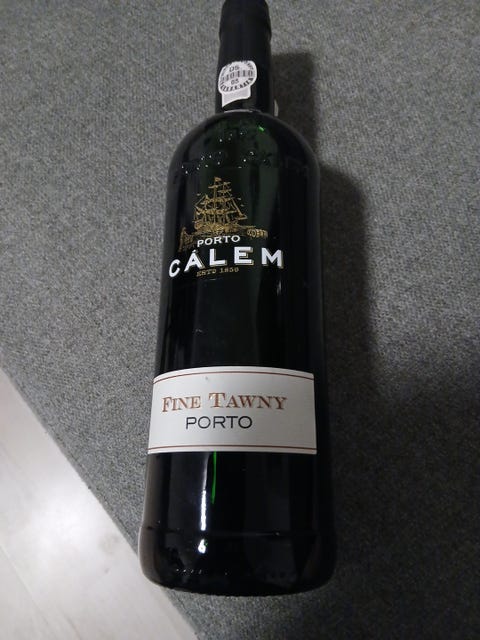 PORTO
CÁLEM
ESTD 1859
FINE TAWNY
PORTO